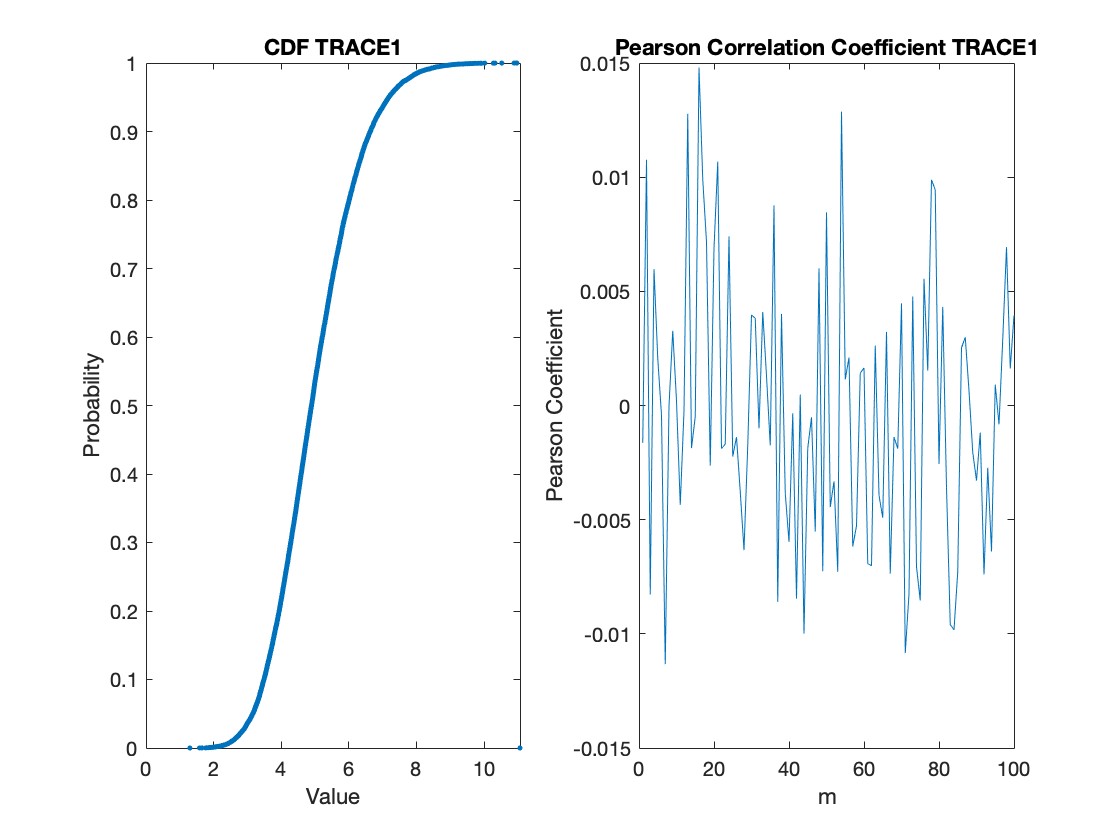 CDF TRACE1
1
0.9
0.8
0.7
0.6
0.5
0.4
0.3
0.2
0.1
0
0 2 4 6 8 10
Probability
Value
Pearson Correlation Coefficient TRACE1
0.015
0.01
0.005
0
-0.005
-0.01
-0.015
0 20 40 60 80 100
Pearson Coefficient
m